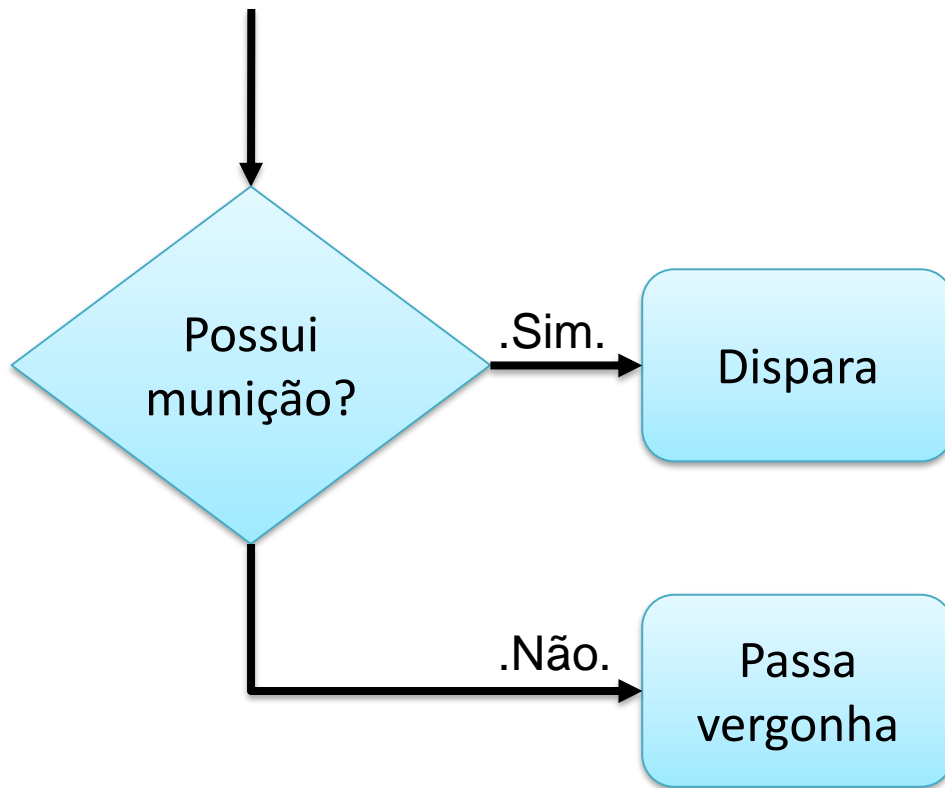 Possui
munição?
.Sim.
Dispara
.Não.
Passa
vergonha